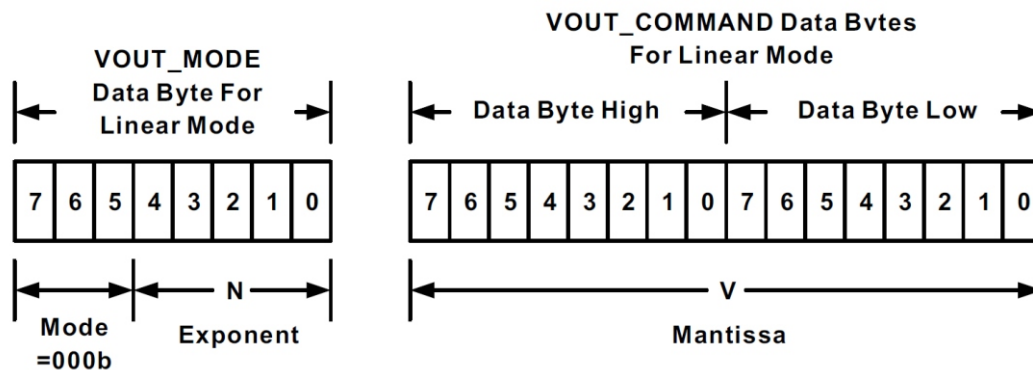 VOUT_MODE
Data Byte For
Linear Mode
VOUT_COMMAND Data Bvtes
For Linear Mode
Data Byte High
Data Byte Low
7 6 5 4 3 2 1 0
7 6 5 4 3 2 1 0 7 6 5 4 3 2 1 0
N
V
Mode
=000b
Exponent
Mantissa